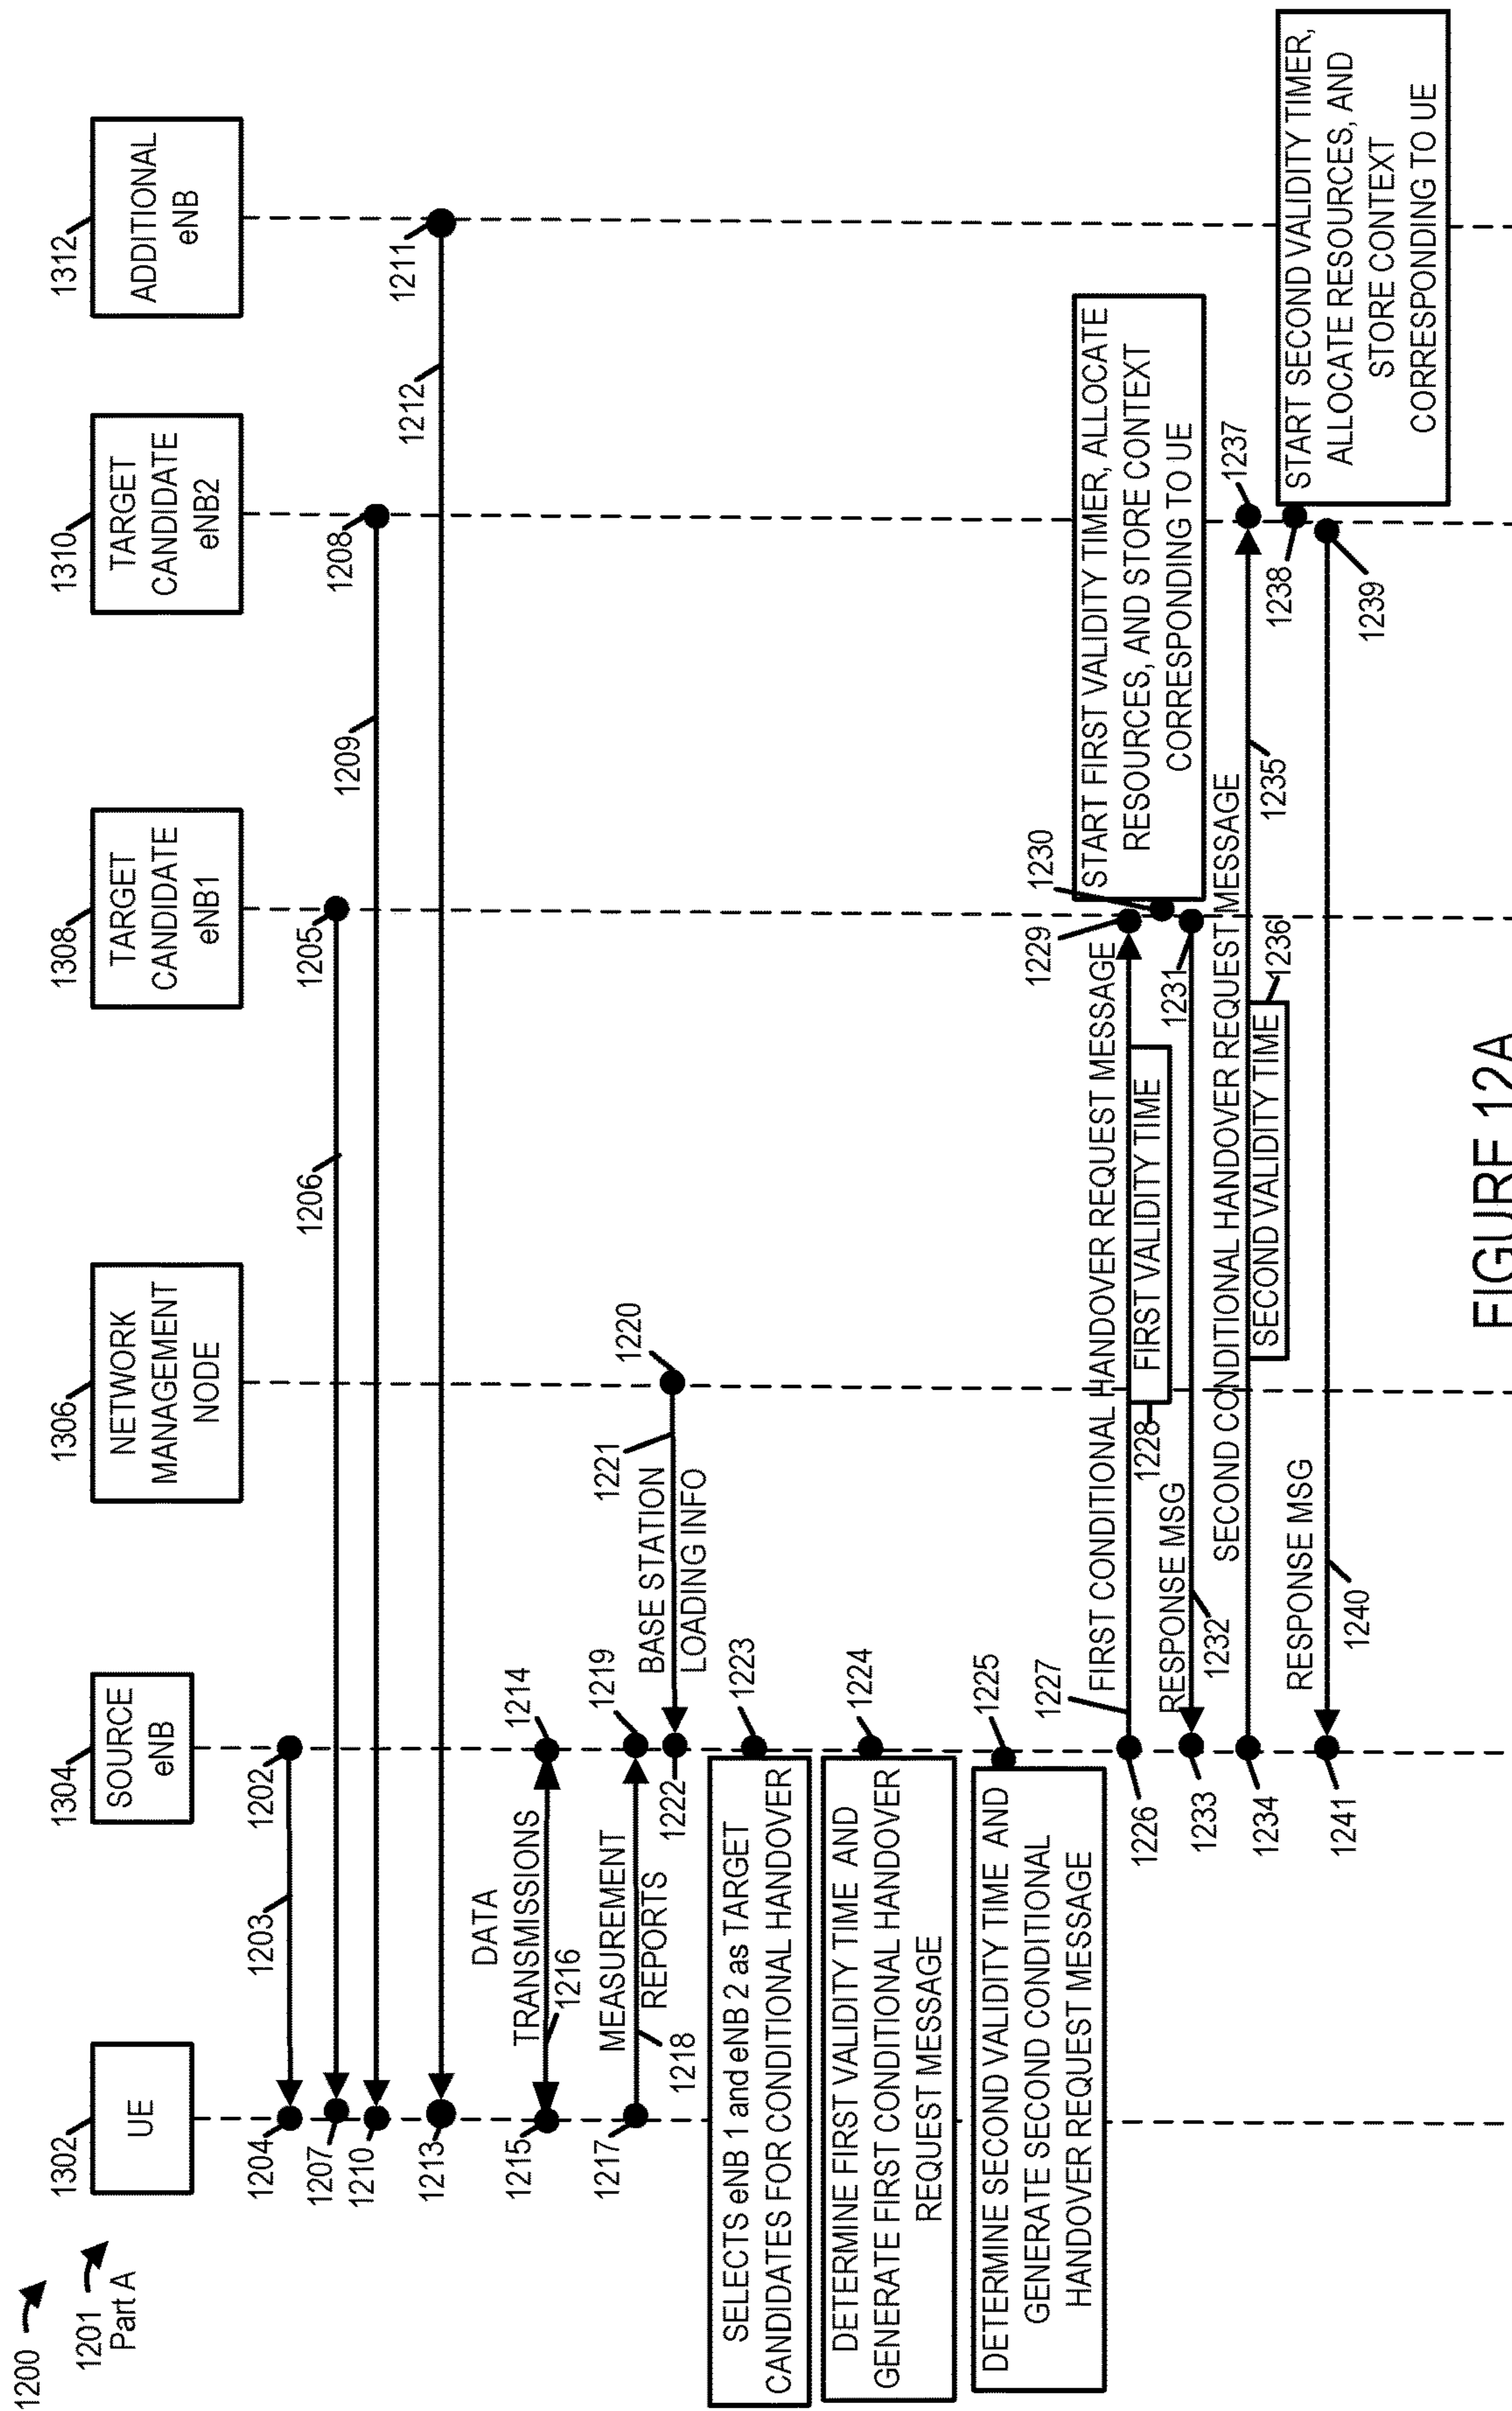 1200
1201
Part A
1302
UE
1304
SOURCE
eNB
1306
NETWORK
MANAGEMENT
NODE
1308
TARGET
CANDIDATE
eNB1
1310
TARGET
CANDIDATE
eNB2
1312
ADDITIONAL
eNB
1204
1203
1202
1207
1206
1205
1210
1209
1208
1213
1212
1211
1215
DATA
TRANSMISSIONS
1216
1214
1217
MEASUREMENT
REPORTS
1218
1219
1222
BASE STATION
LOADING INFO
1221
1220
SELECTS eNB 1 and eNB 2 as TARGET
CANDIDATES FOR CONDITIONAL HANDOVER
1223
DETERMINE FIRST VALIDITY TIME AND
GENERATE FIRST CONDITIONAL HANDOVER
REQUEST MESSAGE
1224
DETERMINE SECOND VALIDITY TIME AND
GENERATE SECOND CONDITIONAL
HANDOVER REQUEST MESSAGE
1225
1226
1227
FIRST CONDITIONAL HANDOVER REQUEST MESSAGE
1228
FIRST VALIDITY TIME
1229
1230
START FIRST VALIDITY TIMER, ALLOCATE
RESOURCES, AND STORE CONTEXT
CORRESPONDING TO UE
1233
RESPONSE MSG
1232
1231
1234
SECOND CONDITIONAL HANDOVER REQUEST MESSAGE
SECOND VALIDITY TIME
1236
1235
1237
1238
START SECOND VALIDITY TIMER,
ALLOCATE RESOURCES, AND
STORE CONTEXT
CORRESPONDING TO UE
1241
RESPONSE MSG
1240
1239
FIGURE 12A